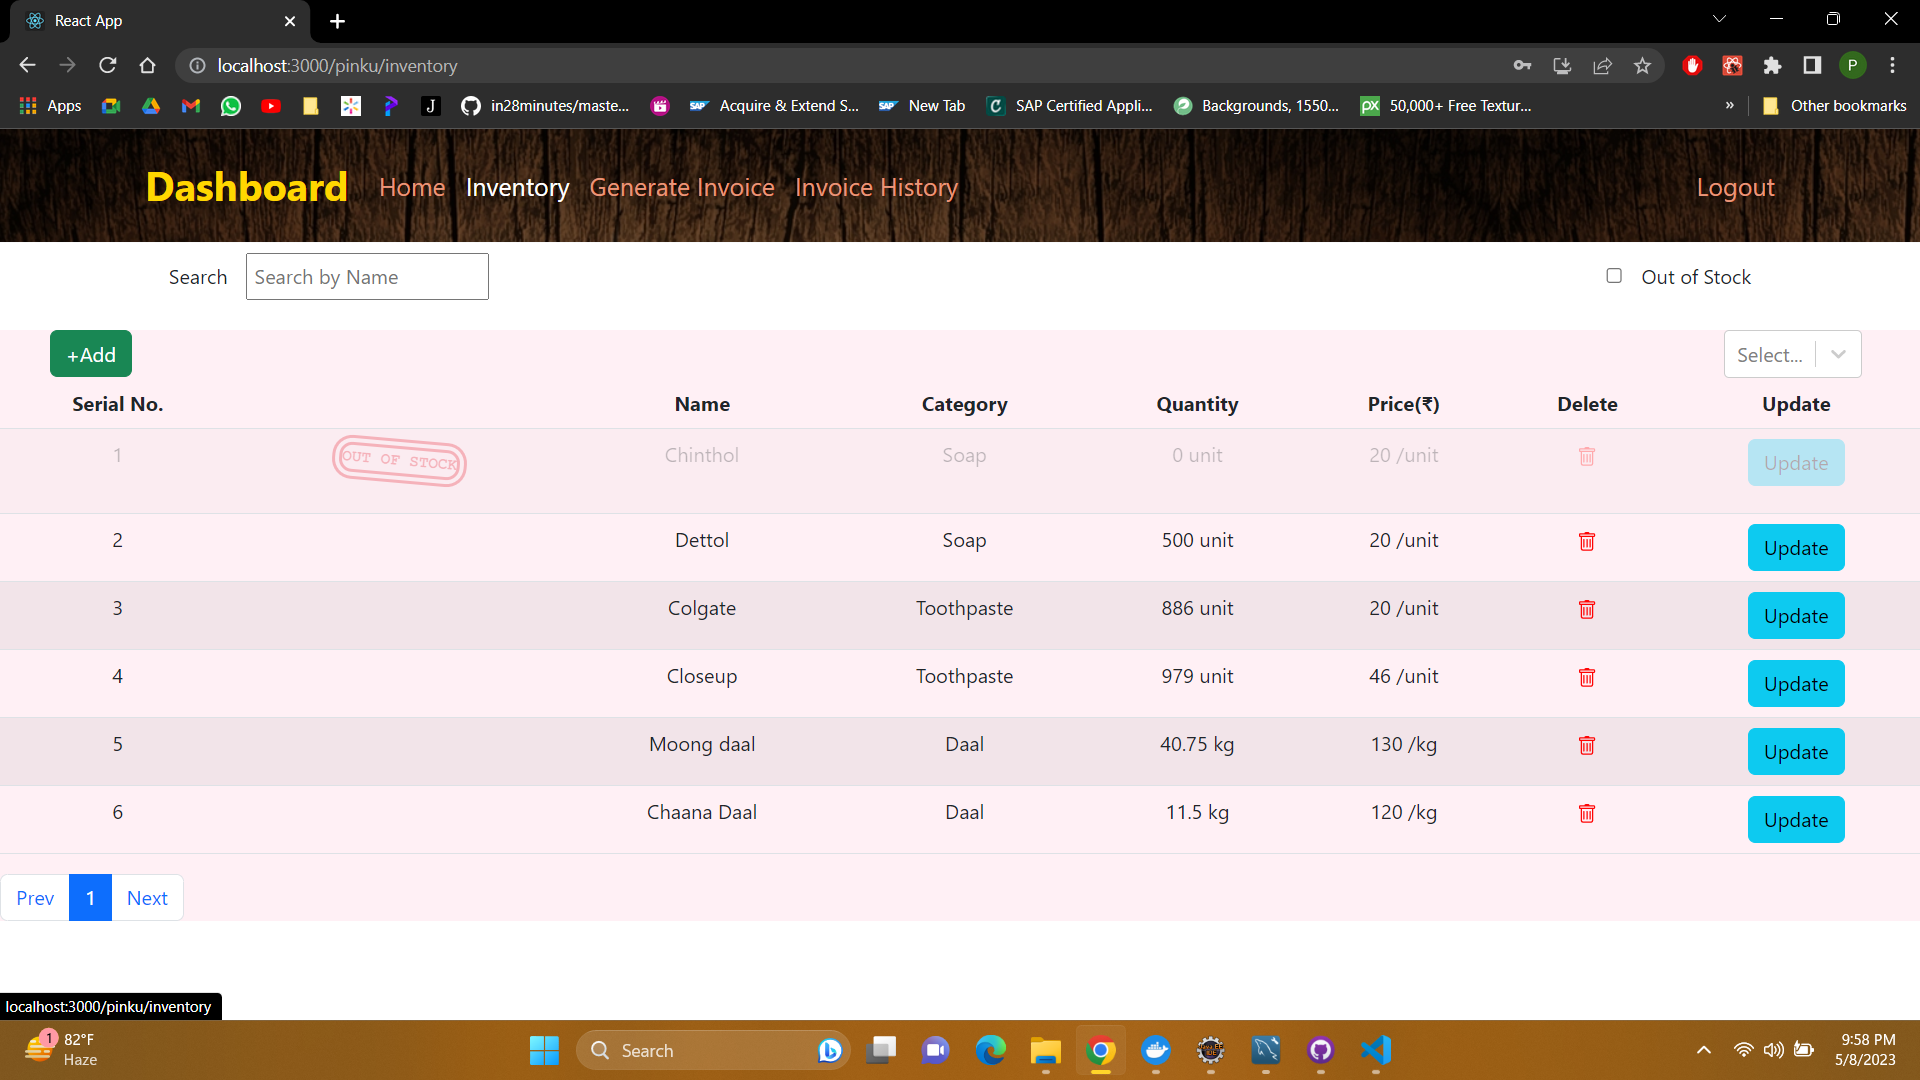 React App
localhost:3000/pinku/inventory
P
Apps
J
in28minutes/maste...
SAP Acquire & Extend S...
SAP New Tab
C SAP Certified Appli...
Backgrounds, 1550...
px 50,000+ Free Textur...
»
Other bookmarks
Dashboard Home Inventory Generate Invoice Invoice History Logout
Search Search by Name Out of Stock
+Add Select...
Serial No. Name Category Quantity Price(₹) Delete Update
1 OUT OF STOCK Chinthol Soap 0 unit 20 /unit Update
2 Dettol Soap 500 unit 20 /unit Update
3 Colgate Toothpaste 886 unit 20 /unit Update
4 Closeup Toothpaste 979 unit 46 /unit Update
5 Moong daal Daal 40.75 kg 130 /kg Update
6 Chaana Daal Daal 11.5 kg 120 /kg Update
Prev 1 Next
localhost:3000/pinku/inventory
1 82°F
Haze
Search
9:58 PM
5/8/2023